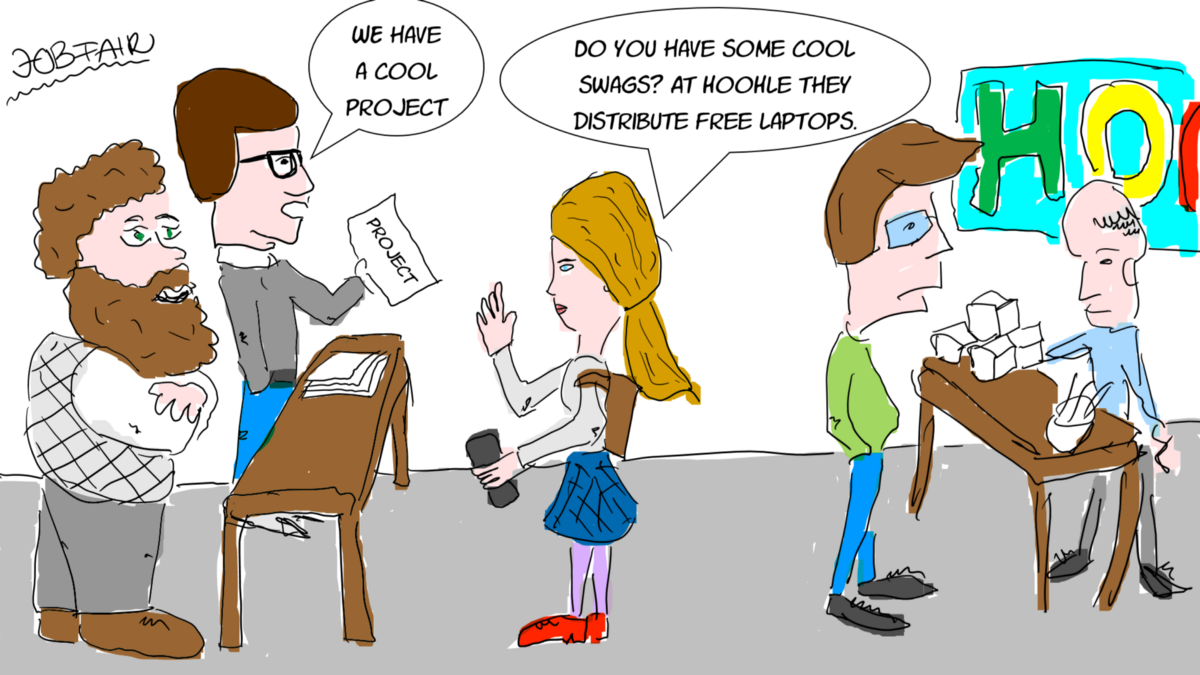 JOBFAIR
WE HAVE
A COOL
PROJECT
DO YOU HAVE SOME COOL
SWAGS? AT HOOHLE THEY
DISTRIBUTE FREE LAPTOPS.
PROJECT
HO